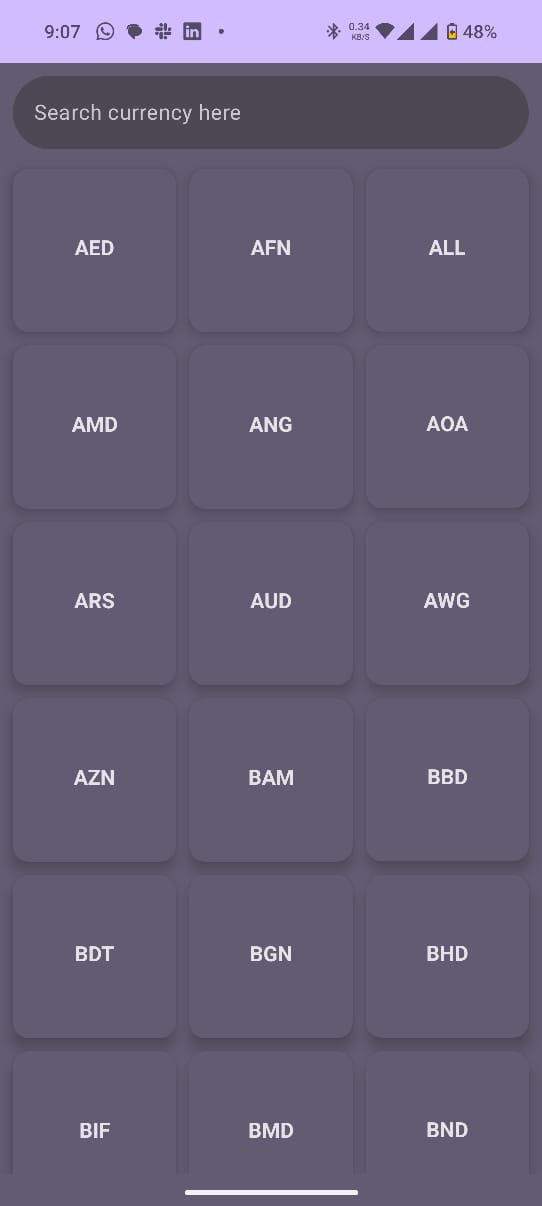 9:07 in 0.34 KB/S 48%
Search currency here
AED AFN ALL
AMD ANG AOA
ARS AUD AWG
AZN BAM BBD
BDT BGN BHD
BIF BMD BND